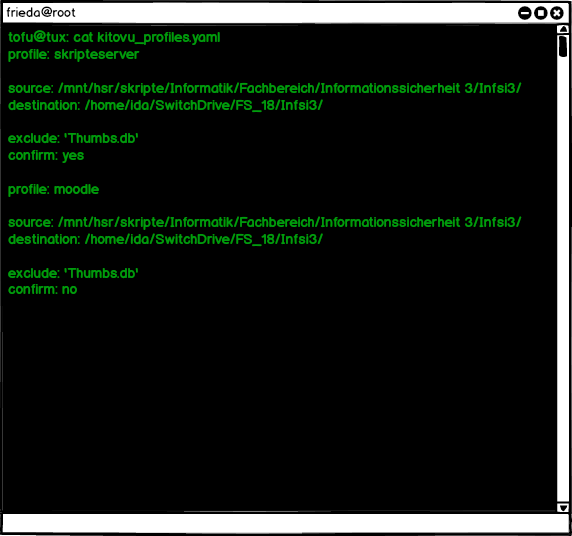 frieda@root
tofu@tux: cat kitovu_profiles.yaml
profile: skripteserver
source: /mnt/hsr/skripte/Informatik/Fachbereich/Informationssicherheit 3/Infsi3/
destination: /home/ida/SwitchDrive/FS_18/Infsi3/
exclude: 'Thumbs.db'
confirm: yes
profile: moodle
source: /mnt/hsr/skripte/Informatik/Fachbereich/Informationssicherheit 3/Infsi3/
destination: /home/ida/SwitchDrive/FS_18/Infsi3/
exclude: 'Thumbs.db'
confirm: no